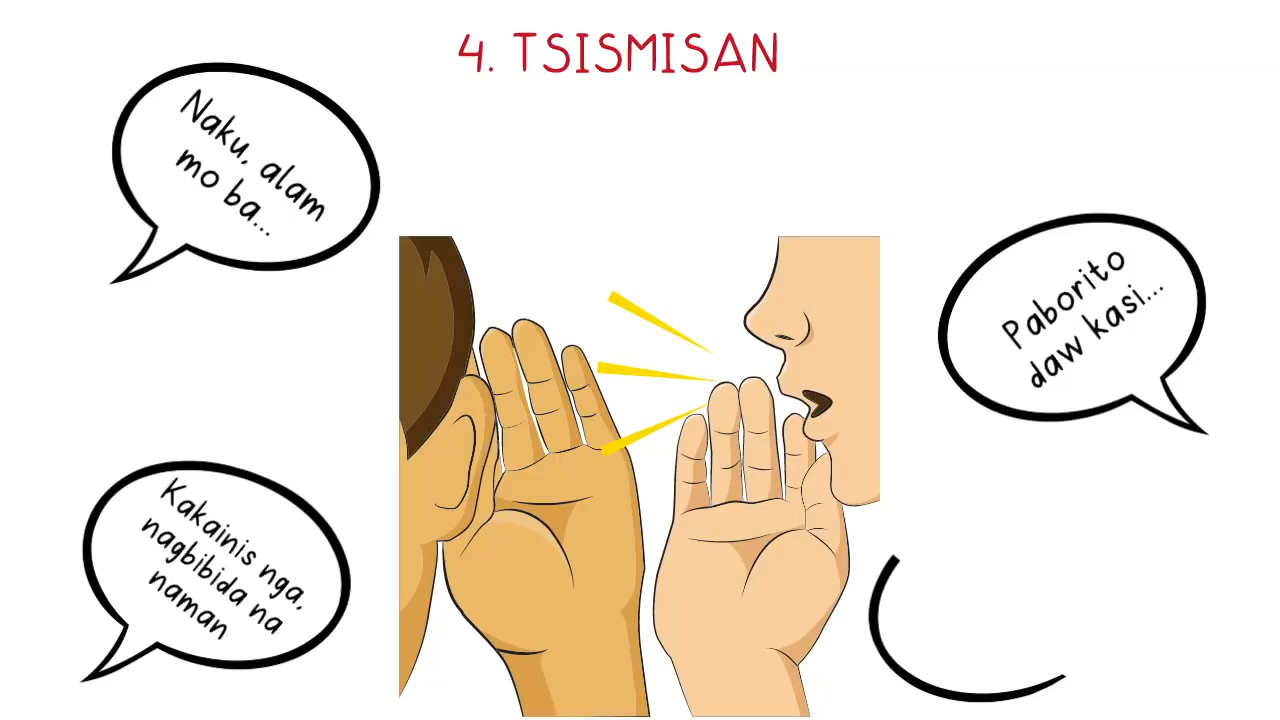 4. TSISMISAN
Naku, alam
mo ba...
Paborito
daw kasi...
Kakainis nga,
nagbibida na
naman